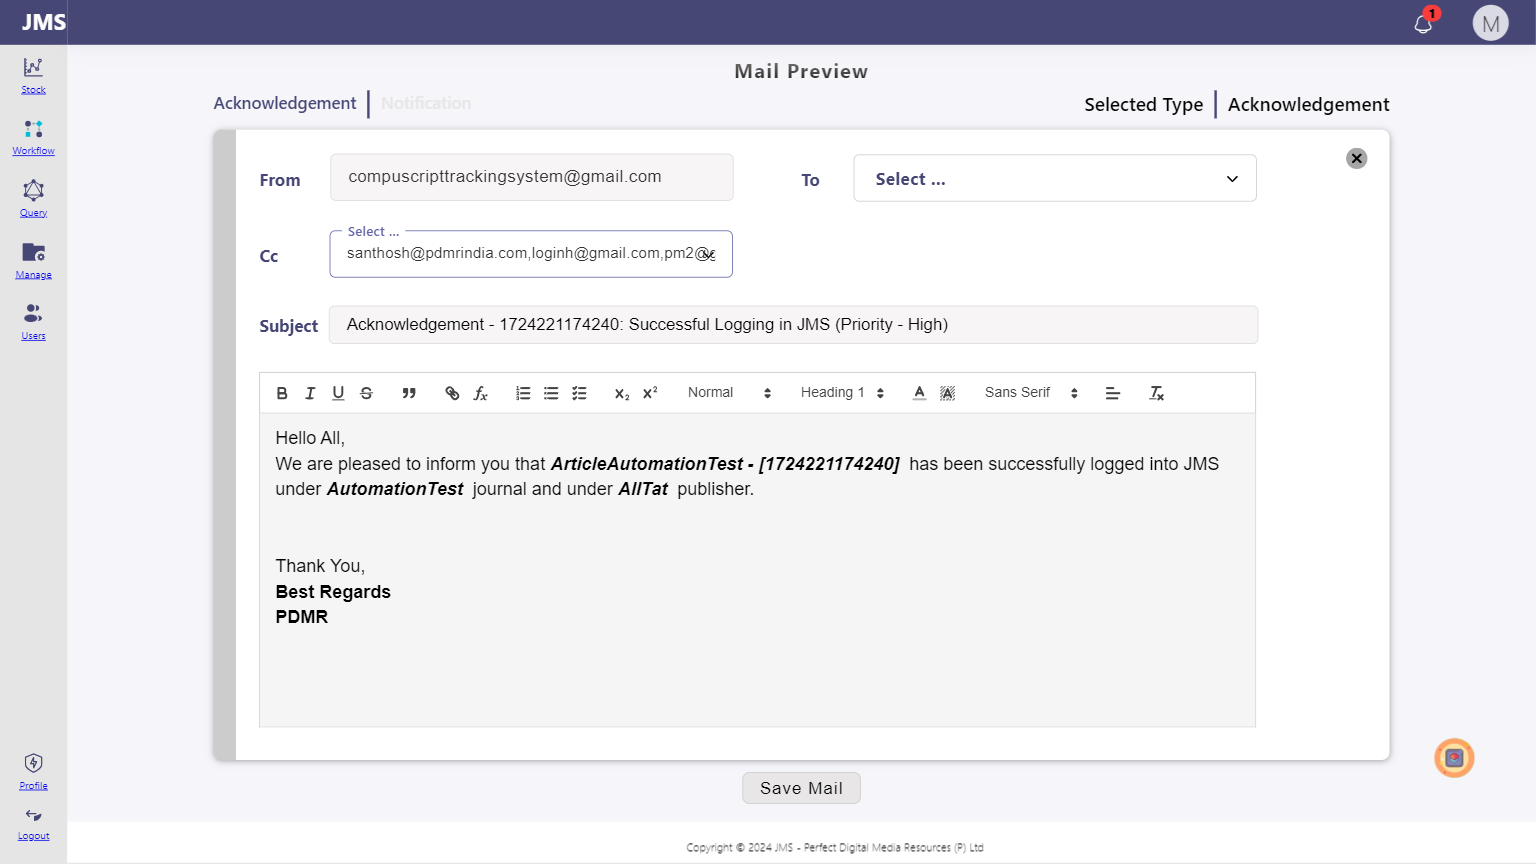 JMS
1
M
Mail Preview
Acknowledgement
Notification
Selected Type
Acknowledgement
Stock
Workflow
Query
Manage
Users
From
compuscripttrackingsystem@gmail.com
To
Select ...
Cc
Select ...
santhosh@pdmrindia.com,loginh@gmail.com,pm2@g
Subject
Acknowledgement - 1724221174240: Successful Logging in JMS (Priority - High)
Normal
Heading 1
Sans Serif
Hello All,
We are pleased to inform you that ArticleAutomationTest - [1724221174240] has been successfully logged into JMS
under AutomationTest journal and under AllTat publisher.
Thank You,
Best Regards
PDMR
Profile
Logout
Save Mail
Copyright © 2024 JMS - Perfect Digital Media Resources (P) Ltd